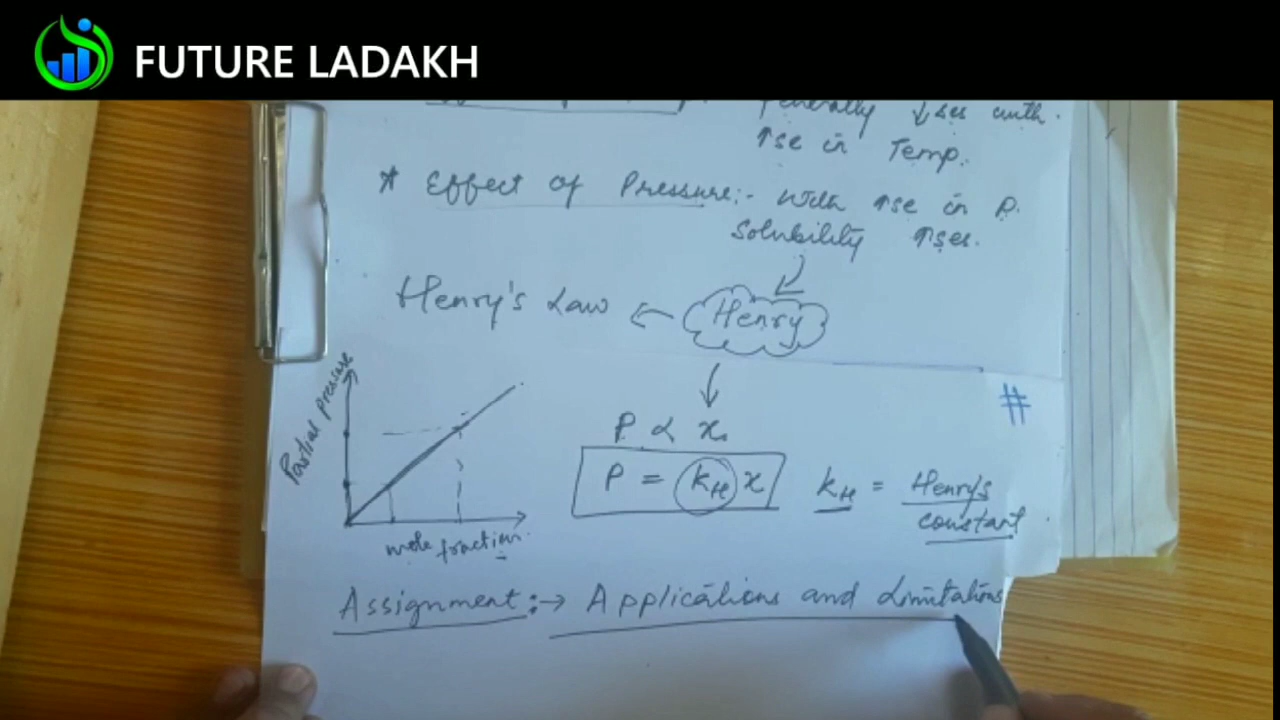 FUTURE LADAKH
generally ↓ses with
↑se in Temp.
* Effect of Pressure:- With ↑se in P.
Solubility ↑ses.
Henry's Law ← Henry
Partial pressure
mole fraction
P ∝ x
P = kH x
kH = Henry's
constant
#
Assignment:→ Applications and Limitations